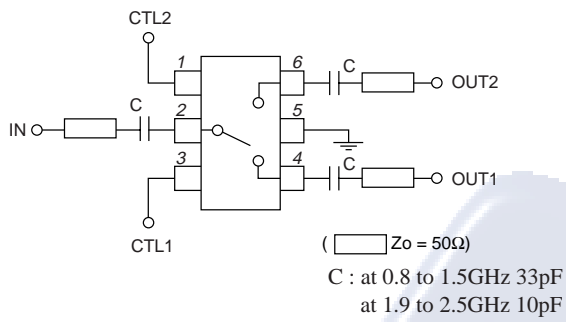 CTL2
1
6
C
OUT2
C
2
5
IN
3
4
C
OUT1
CTL1
( Zo = 50Ω)
C : at 0.8 to 1.5GHz 33pF
at 1.9 to 2.5GHz 10pF